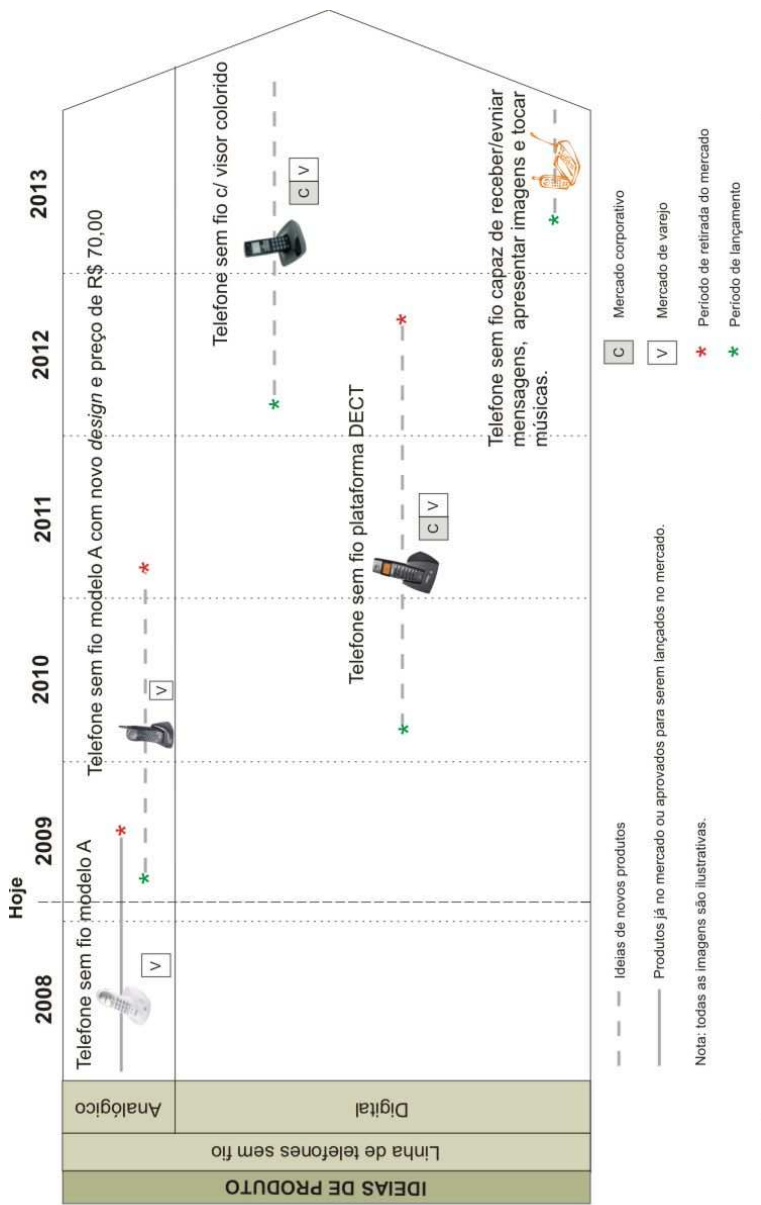 Hoje
2008
2009
2010
2011
2012
2013
IDEIAS DE PRODUTO
Linha de telefones sem fio
Analógico
Digital
Telefone sem fio modelo A
V
Telefone sem fio modelo A com novo design e preço de R$ 70,00
V
Telefone sem fio c/ visor colorido
C V
Telefone sem fio plataforma DECT
C V
Telefone sem fio capaz de receber/evniar
mensagens, apresentar imagens e tocar
músicas.
Ideias de novos produtos
Produtos já no mercado ou aprovados para serem lançados no mercado.
Nota: todas as imagens são ilustrativas.
C Mercado corporativo
V Mercado de varejo
* Período de retirada do mercado
* Período de lançamento